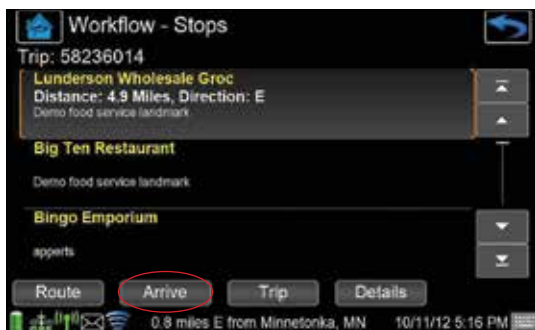 Workflow - Stops
Trip: 58236014
Lunderson Wholesale Groc
Distance: 4.9 Miles, Direction: E
Demo food service landmark
Big Ten Restaurant
Demo food service landmark
Bingo Emporium
apperts
Route Arrive Trip Details
0.8 miles E from Minnetonka, MN 10/11/12 5:16 PM